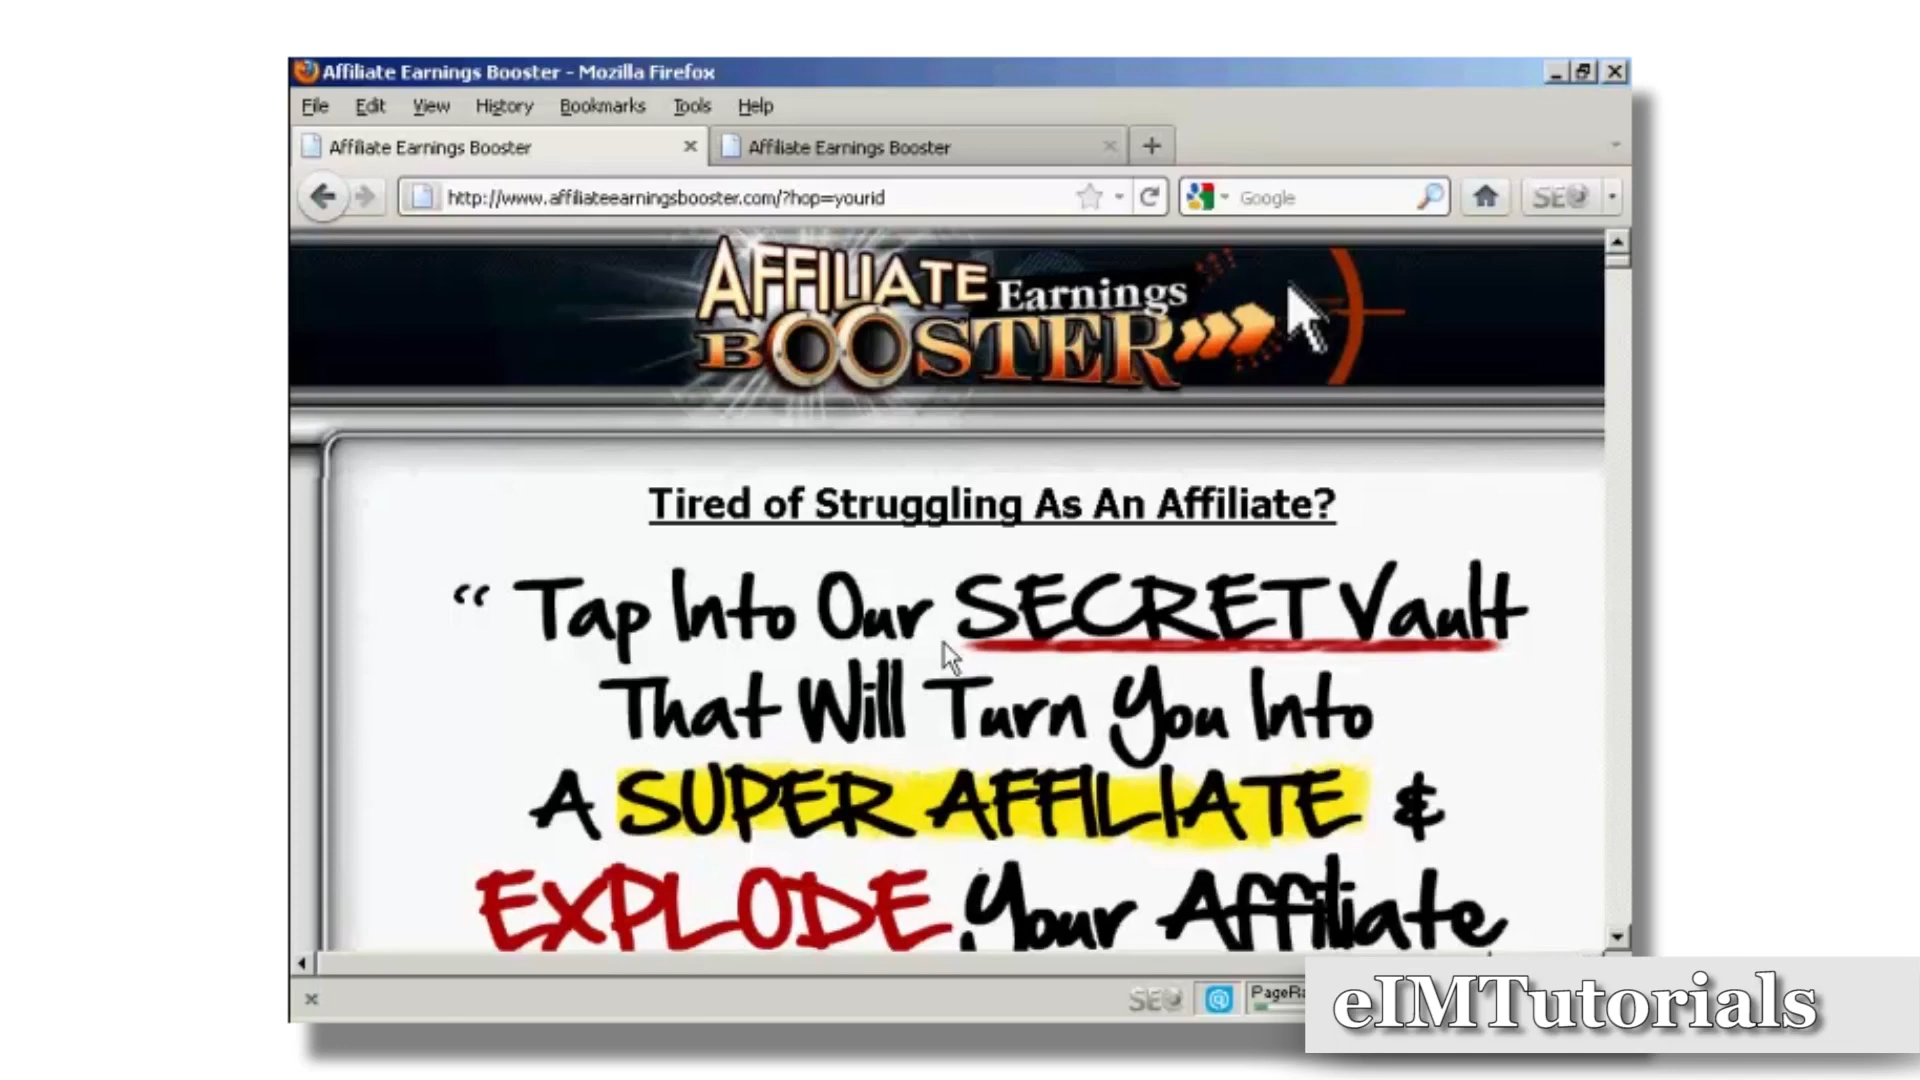 Affiliate Earnings Booster - Mozilla Firefox
File Edit View History Bookmarks Tools Help
Affiliate Earnings Booster Affiliate Earnings Booster
http://www.affiliateearningsbooster.com/?hop=yourid Google SEO
AFFILIATE Earnings
BOOSTER
Tired of Struggling As An Affiliate?
“ Tap Into Our SECRET Vault
That Will Turn You Into
A SUPER AFFILIATE &
EXPLODE Your Affiliate
SEO PageRa
eIMTutorials